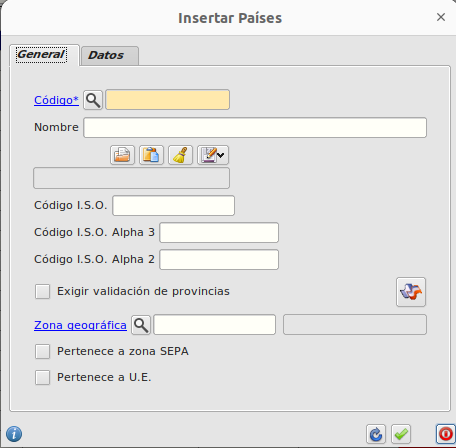 Insertar Países
General Datos
Código*
Nombre
Código I.S.O.
Código I.S.O. Alpha 3
Código I.S.O. Alpha 2
Exigir validación de provincias
Zona geográfica
Pertenece a zona SEPA
Pertenece a U.E.